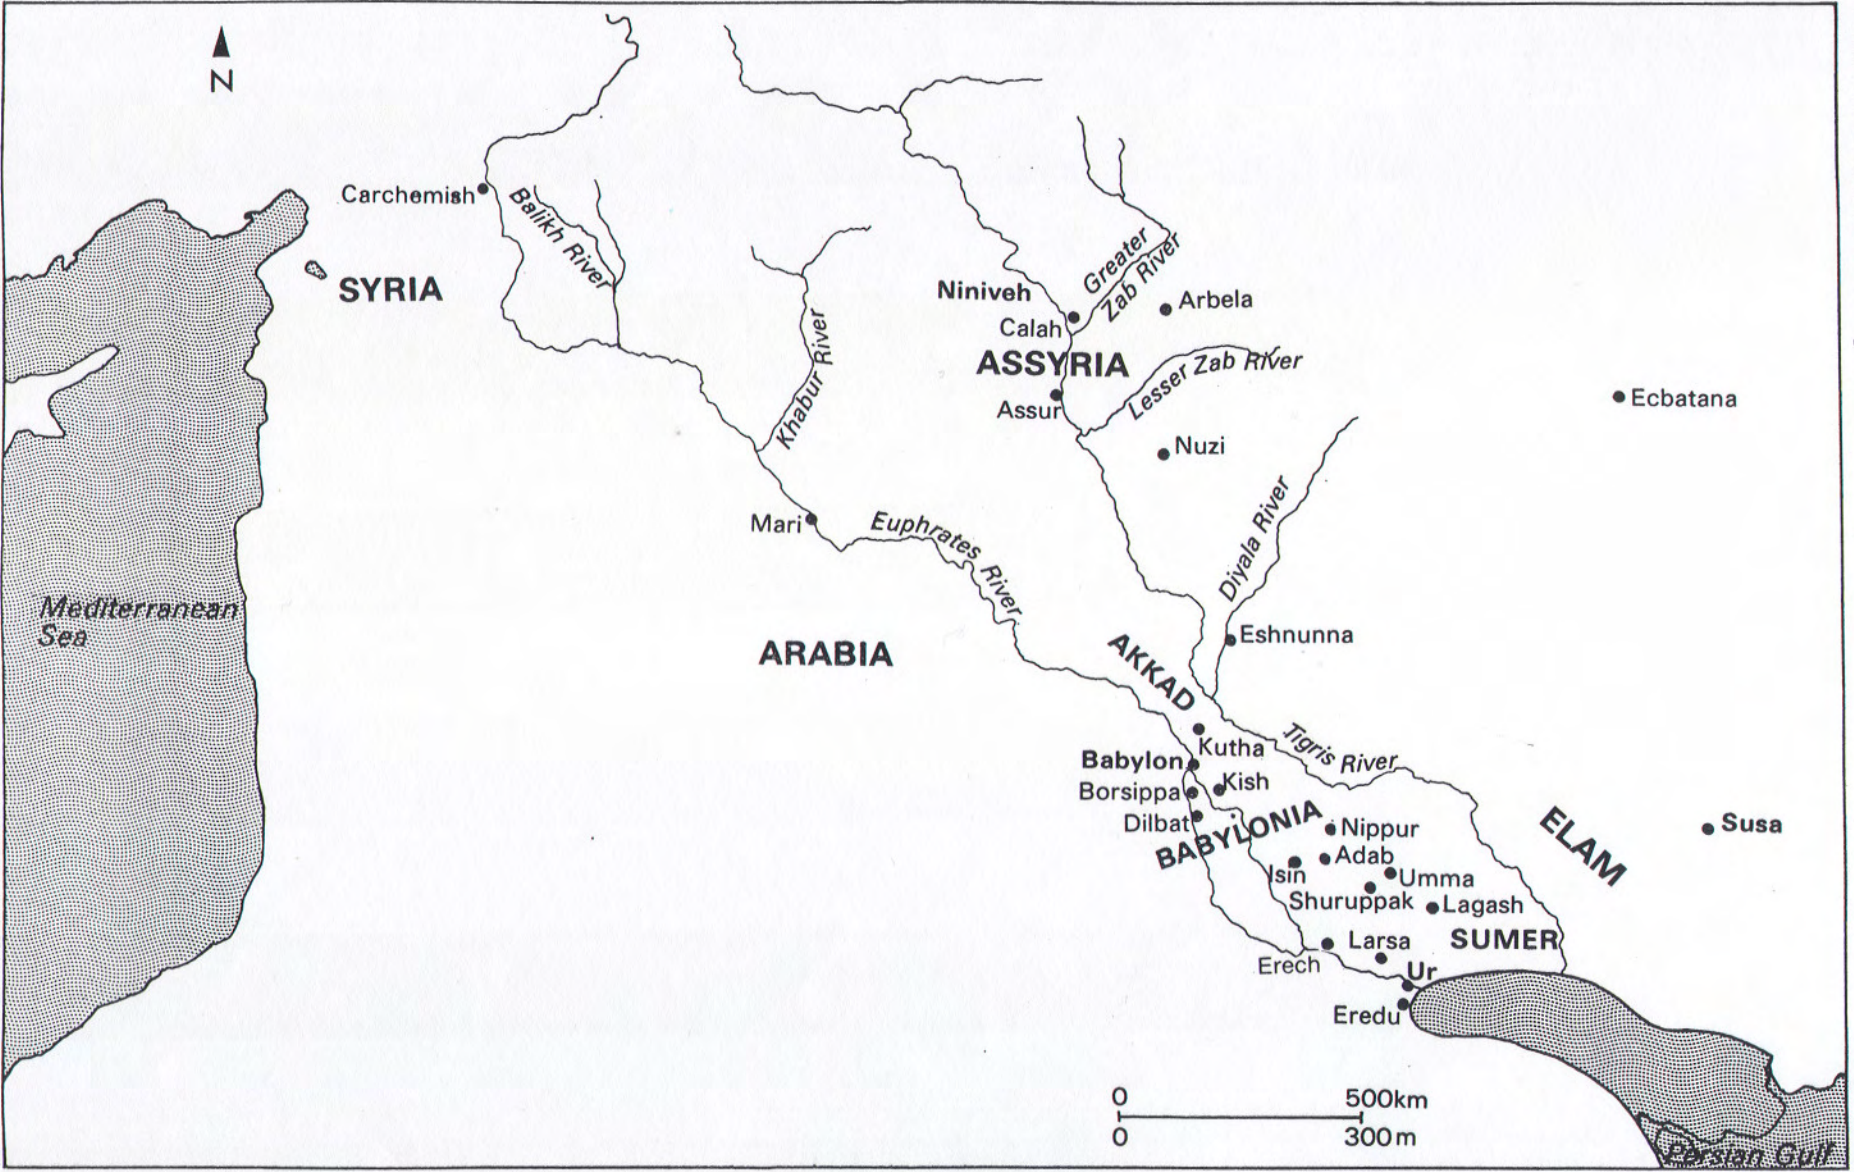 N
Carchemish
Balikh River
SYRIA
Niniveh
Greater
Zab River
Arbela
Calah
ASSYRIA
Khabur River
Lesser Zab River
Assur
Ecbatana
Nuzi
Mari
Euphrates River
Diyala River
Mediterranean
Sea
Eshnunna
ARABIA
AKKAD
Kutha
Tigris River
Babylon
Kish
Borsippa
Dilbat
BABYLONIA
Nippur
ELAM
Susa
Adab
Isin
Umma
Shuruppak
Lagash
Larsa
SUMER
Erech
Ur
Eredu
0
500km
0
300m
Persian Gulf